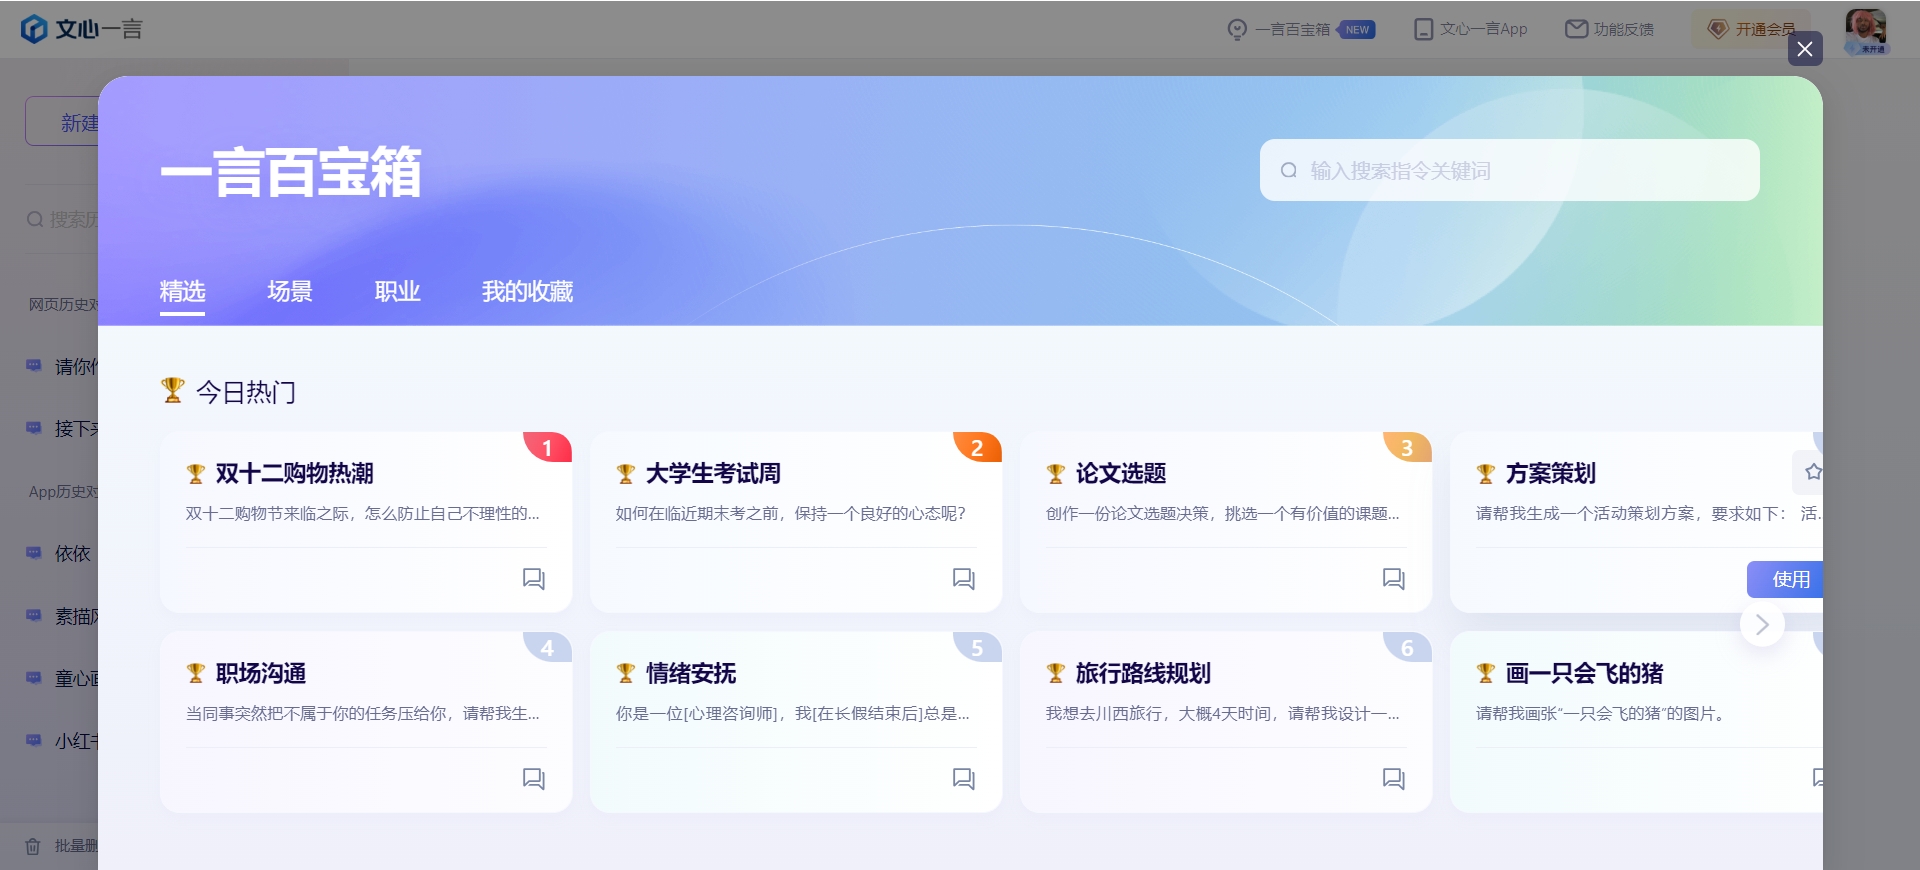 文心一言
一言百宝箱 NEW
文心一言App
功能反馈
开通会员
未开通
新建
一言百宝箱
输入搜索指令关键词
搜索历
精选 场景 职业 我的收藏
网页历史对
请你作
接下来
App历史对
依依
素描风
童心画
小红书
批量删
今日热门
1
双十二购物热潮
双十二购物节来临之际，怎么防止自己不理性的...
2
大学生考试周
如何在临近期末考之前，保持一个良好的心态呢？
3
论文选题
创作一份论文选题决策，挑选一个有价值的课题...
方案策划
请帮我生成一个活动策划方案，要求如下： 活...
使用
4
职场沟通
当同事突然把不属于你的任务压给你，请帮我生...
5
情绪安抚
你是一位[心理咨询师]，我[在长假结束后]总是...
6
旅行路线规划
我想去川西旅行，大概4天时间，请帮我设计一...
画一只会飞的猪
请帮我画张“一只会飞的猪”的图片。